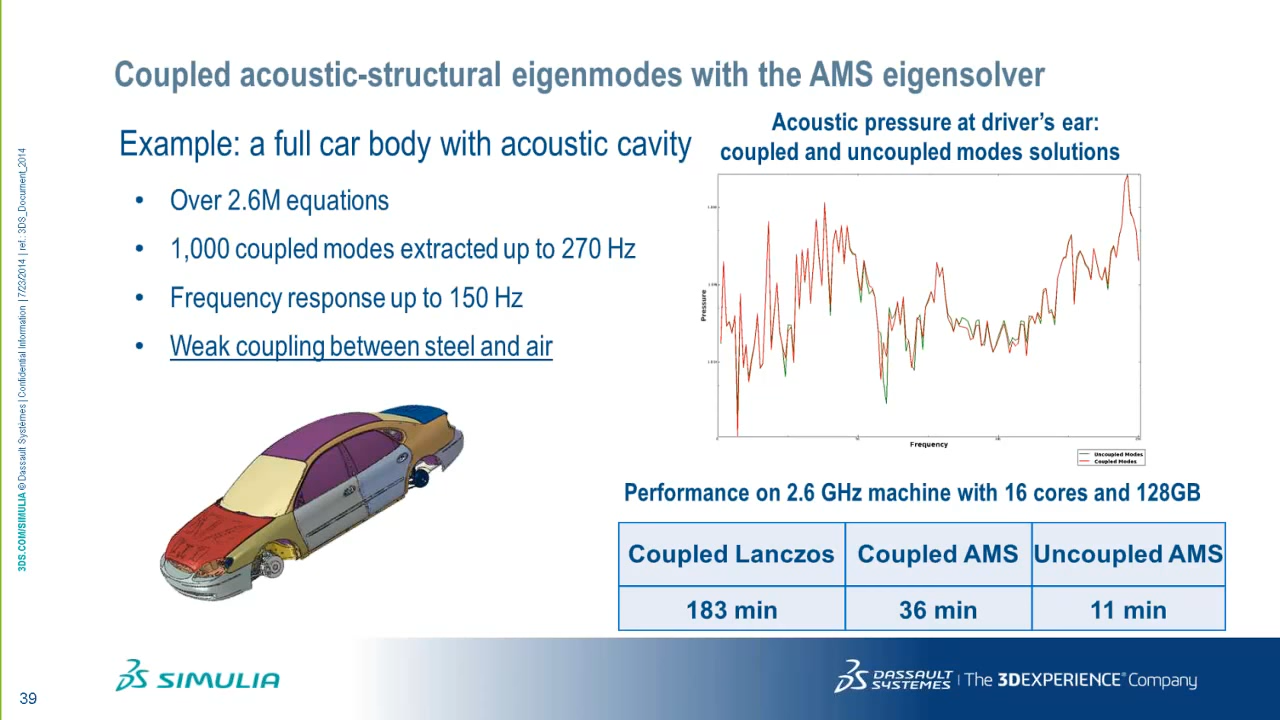 Coupled acoustic-structural eigenmodes with the AMS eigensolver
Example: a full car body with acoustic cavity
• Over 2.6M equations
• 1,000 coupled modes extracted up to 270 Hz
• Frequency response up to 150 Hz
• Weak coupling between steel and air
Acoustic pressure at driver's ear:
coupled and uncoupled modes solutions
Pressure
Frequency
Uncoupled Modes
Coupled Modes
Performance on 2.6 GHz machine with 16 cores and 128GB
Coupled Lanczos Coupled AMS Uncoupled AMS
183 min 36 min 11 min
3DS.COM/SIMULIA © Dassault Systèmes | Confidential Information | 7/23/2014 | ref.: 3DS_Document_2014
39
3DS SIMULIA
3DS DASSAULT SYSTEMES | The 3DEXPERIENCE® Company